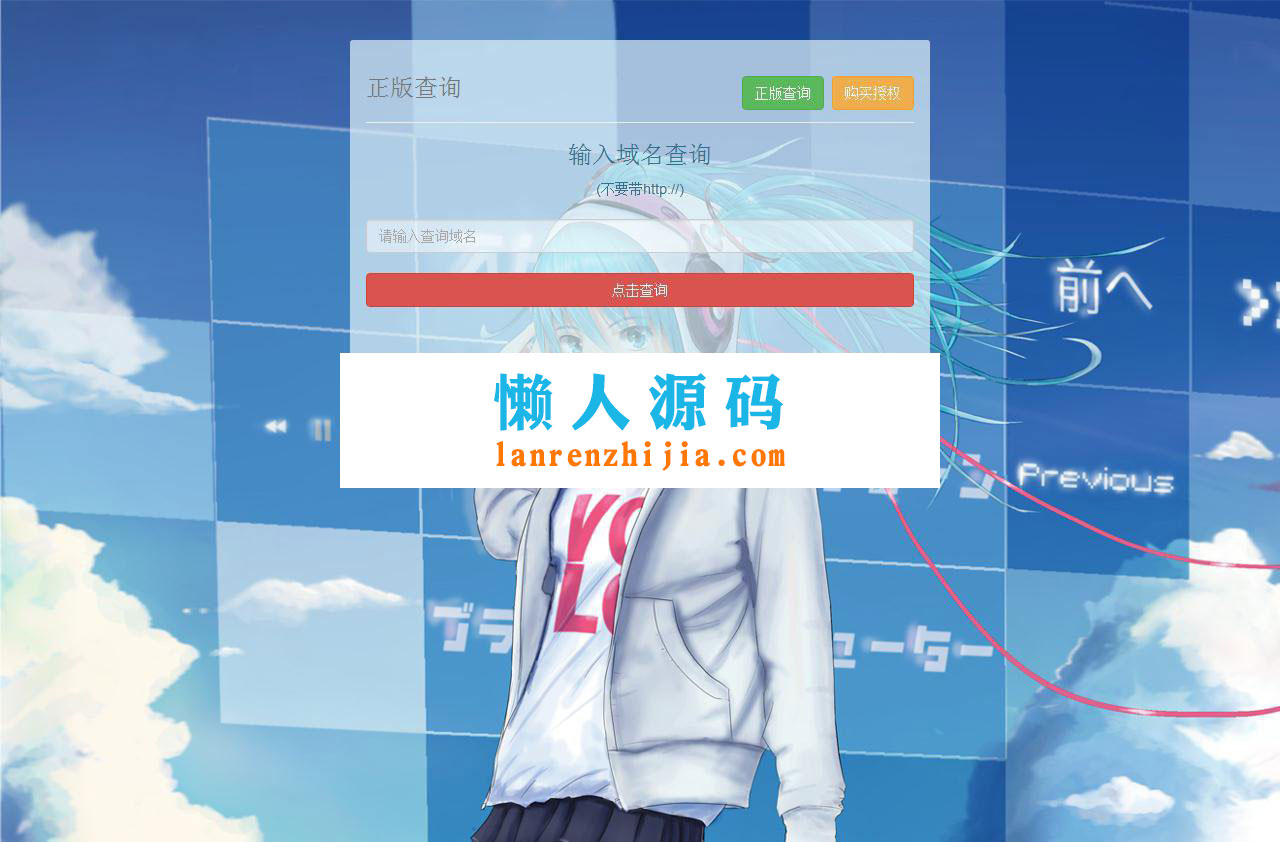 正版查询
正版查询 购买授权
输入域名查询
(不要带http://)
请输入查询域名
点击查询
前へ
懒人源码
lanrenzhijia.com
Previous